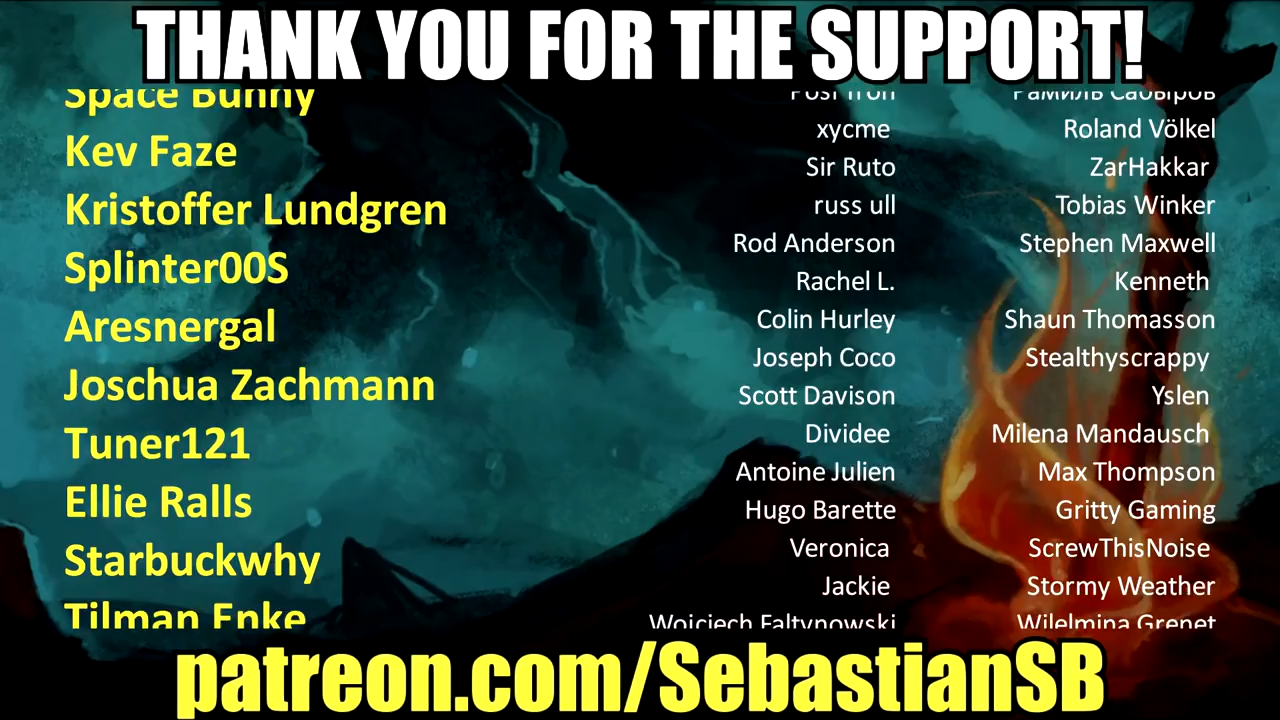 THANK YOU FOR THE SUPPORT!
Space Bunny
Kev Faze
Kristoffer Lundgren
Splinter00S
Aresnergal
Joschua Zachmann
Tuner121
Ellie Ralls
Starbuckwhy
Tilman Enke
xycme
Sir Ruto
russ ull
Rod Anderson
Rachel L.
Colin Hurley
Joseph Coco
Scott Davison
Dividee
Antoine Julien
Hugo Barette
Veronica
Jackie
Wojciech Faltynowski
Рамиль Сабыров
Roland Völkel
ZarHakkar
Tobias Winker
Stephen Maxwell
Kenneth
Shaun Thomasson
Stealthyscrappy
Yslen
Milena Mandausch
Max Thompson
Gritty Gaming
ScrewThisNoise
Stormy Weather
Wilelmina Grenet
patreon.com/SebastianSB